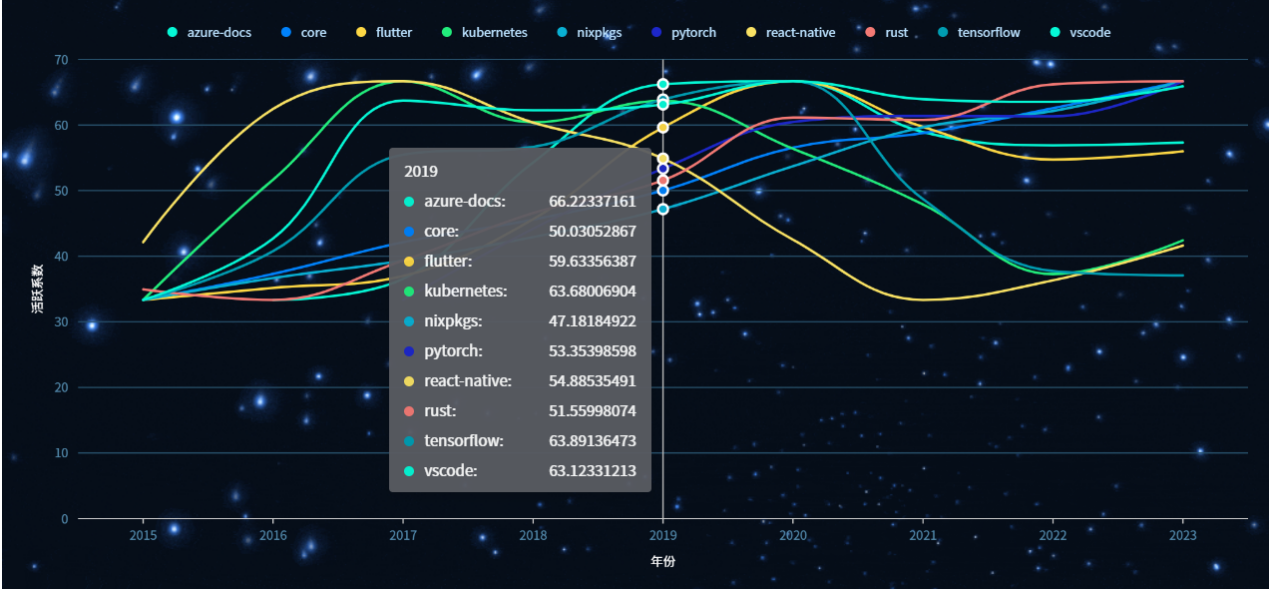 azure-docs core flutter kubernetes nixpkgs pytorch react-native rust tensorflow vscode
70
60
50
40
30
20
10
0
活跃系数
2019
azure-docs: 66.22337161
core: 50.03052867
flutter: 59.63356387
kubernetes: 63.68006904
nixpkgs: 47.18184922
pytorch: 53.35398598
react-native: 54.88535491
rust: 51.55998074
tensorflow: 63.89136473
vscode: 63.12331213
2015 2016 2017 2018 2019 2020 2021 2022 2023
年份